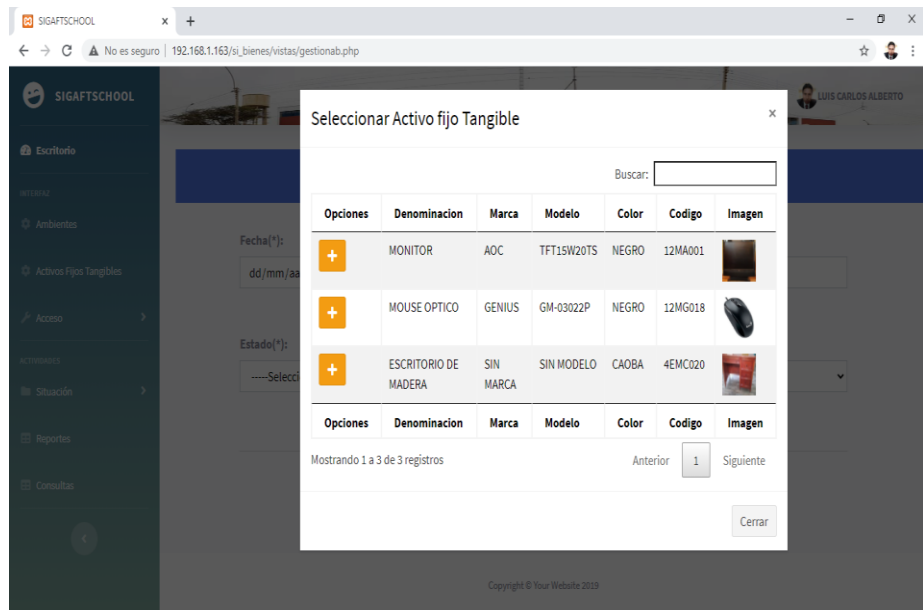 SIGAFTSCHOOL
No es seguro | 192.168.1.163/si_bienes/vistas/gestionab.php
SIGAFTSCHOOL
LUIS CARLOS ALBERTO
Escritorio
INTERFAZ
Ambientes
Activos Fijos Tangibles
Acceso
ACTIVIDADES
Situación
Reportes
Consultas
Fecha(*):
dd/mm/aa
Estado(*):
-----Selecci
Seleccionar Activo fijo Tangible x
Buscar:
Opciones Denominacion Marca Modelo Color Codigo Imagen
+ MONITOR AOC TFT15W20TS NEGRO 12MA001
+ MOUSE OPTICO GENIUS GM-03022P NEGRO 12MG018
+ ESCRITORIO DE SIN SIN MODELO CAOBA 4EMC020
MADERA MARCA
Opciones Denominacion Marca Modelo Color Codigo Imagen
Mostrando 1 a 3 de 3 registros Anterior 1 Siguiente
Cerrar
Copyright © Your Website 2019